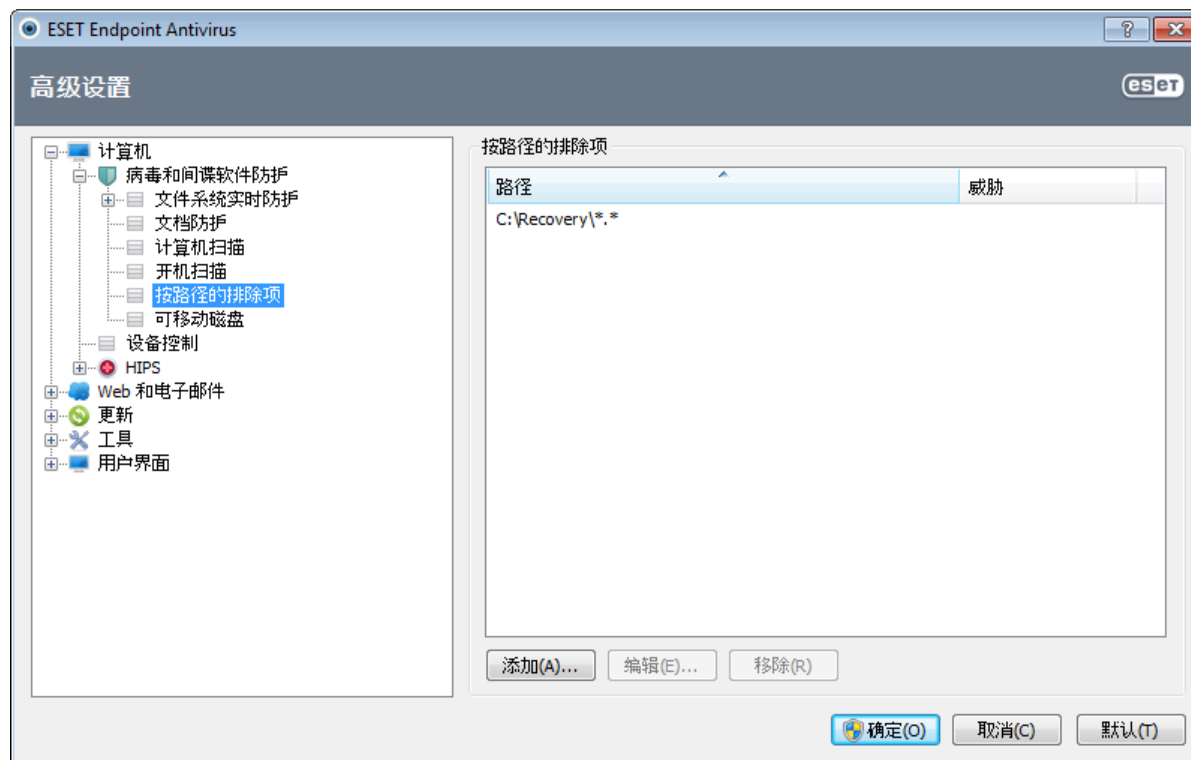 ESET Endpoint Antivirus
高级设置
eset
计算机
病毒和间谍软件防护
文件系统实时防护
文档防护
计算机扫描
开机扫描
按路径的排除项
可移动磁盘
设备控制
HIPS
Web 和电子邮件
更新
工具
用户界面
按路径的排除项
路径 威胁
C:\Recovery\*.*
添加(A)... 编辑(E)... 移除(R)
确定(O) 取消(C) 默认(T)